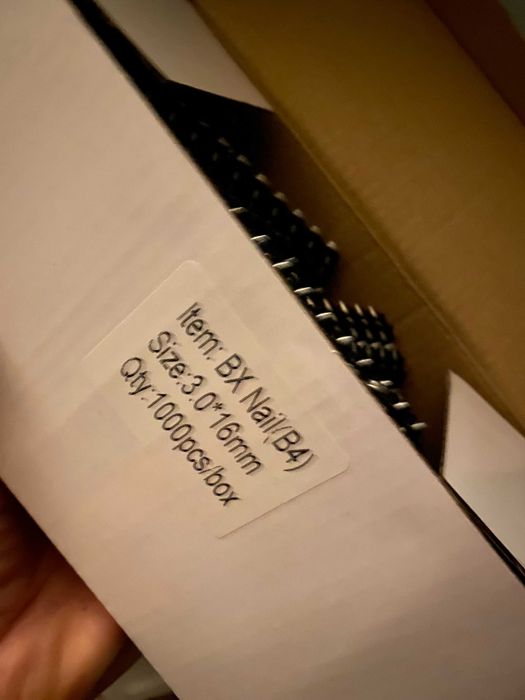 Item: BX Nail(B4)
Size:3.0*16mm
Qty:1000pcs/box